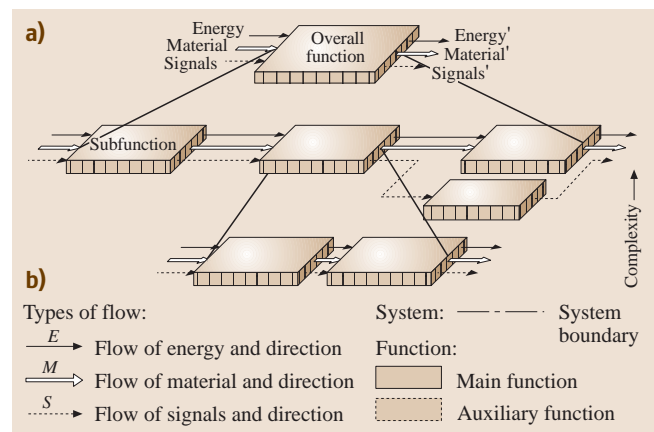 a)
Energy
Material
Signals
Overall
function
Energy'
Material'
Signals'
Subfunction
Complexity
b)
Types of flow:
E
Flow of energy and direction
M
Flow of material and direction
S
Flow of signals and direction
System:
System
boundary
Function:
Main function
Auxiliary function